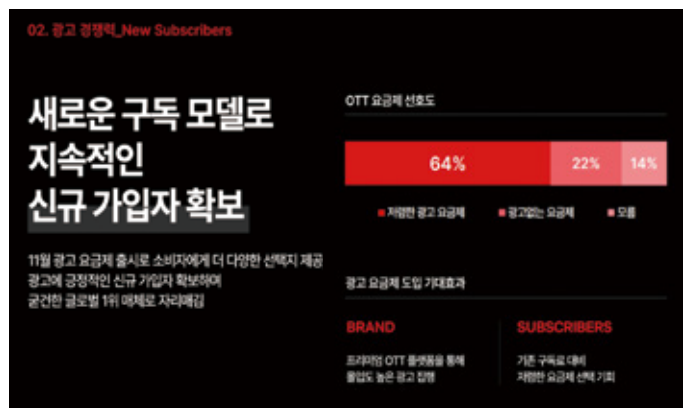 02. 광고 경쟁력_New Subscribers
새로운 구독 모델로
지속적인
신규 가입자 확보
11월 광고 요금제 출시로 소비자에게 더 다양한 선택지 제공
광고에 긍정적인 신규 가입자 확보하며
굳건한 글로벌 1위 매체로 자리매김
OTT 요금제 선호도
64% 22% 14%
저렴한 광고 요금제 광고없는 요금제 모름
광고 요금제 도입 기대효과
BRAND
프리미엄 OTT 플랫폼을 통해
몰입도 높은 광고 집행
SUBSCRIBERS
기존 구독료 대비
저렴한 요금제 선택 기회